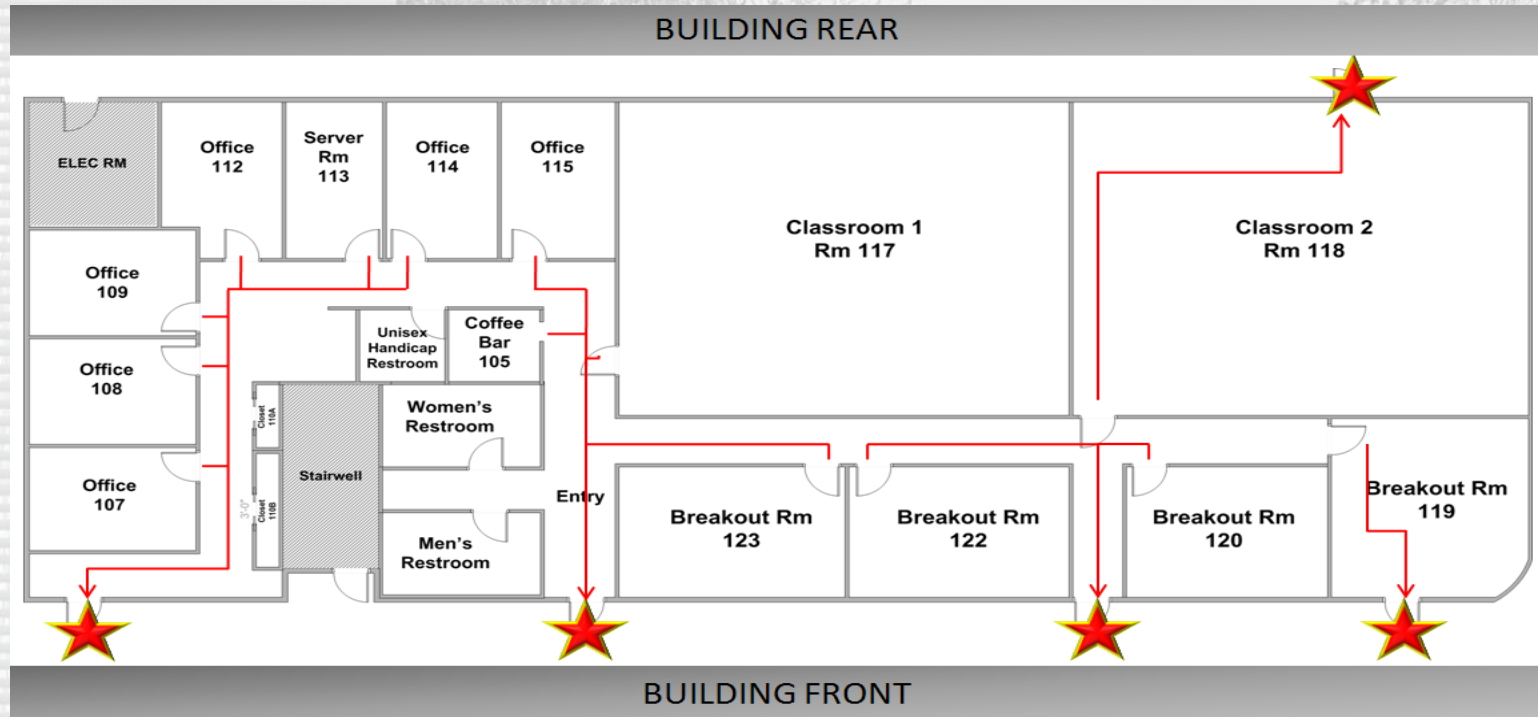 BUILDING REAR
ELEC RM
Office
112
Server
Rm
113
Office
114
Office
115
Classroom 1
Rm 117
Classroom 2
Rm 118
Office
109
Unisex
Handicap
Restroom
Coffee
Bar
105
Office
108
Closet
110A
Women's
Restroom
Office
107
3'-0"
Closet
110B
Stairwell
Entry
Men's
Restroom
Breakout Rm
123
Breakout Rm
122
Breakout Rm
120
Breakout Rm
119
BUILDING FRONT